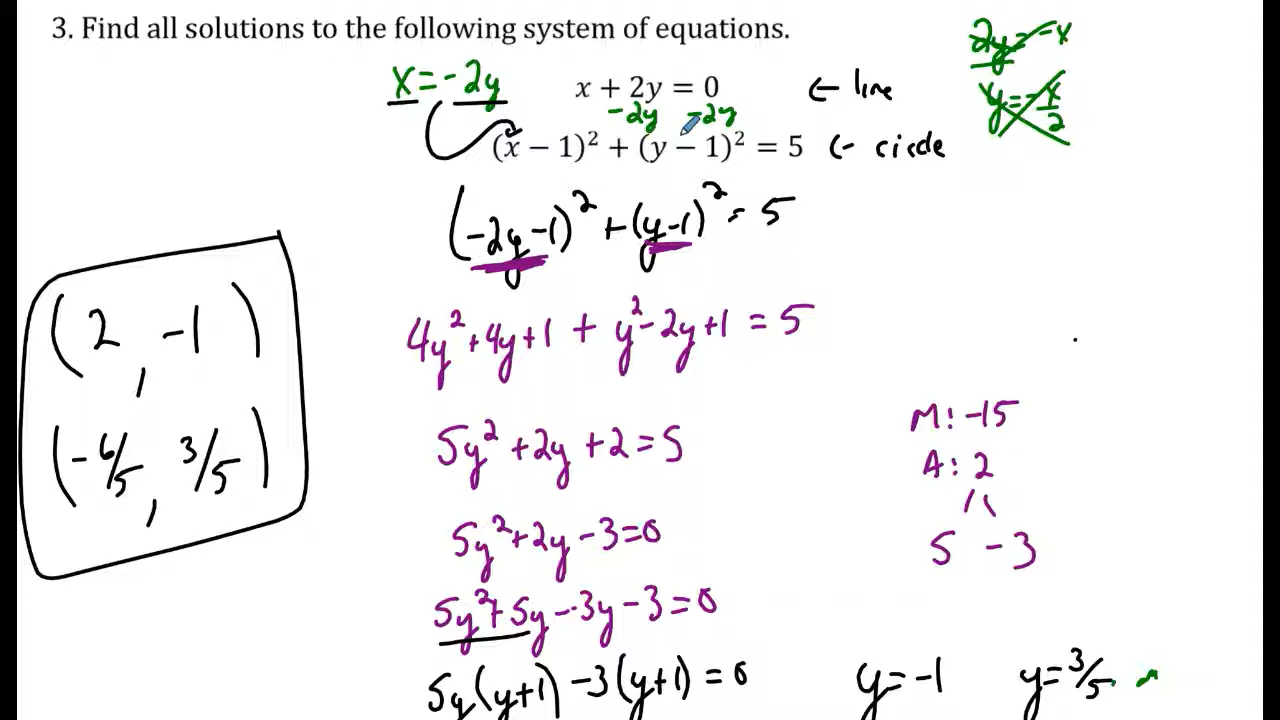 3. Find all solutions to the following system of equations.
2y = -x
x = -2y
x + 2y = 0 ← line
-2y -2y
y = -x/2
(x − 1)² + (y − 1)² = 5 ← circle
(-2y -1)² + (y-1)² = 5
(2, -1)
4y² + 4y + 1 + y² - 2y + 1 = 5
M: -15
5y² + 2y + 2 = 5
A: 2
(-6/5, 3/5)
5y² + 2y - 3 = 0
5 -3
5y² + 5y - 3y - 3 = 0
5y(y+1) - 3(y+1) = 0
y = -1 y = 3/5